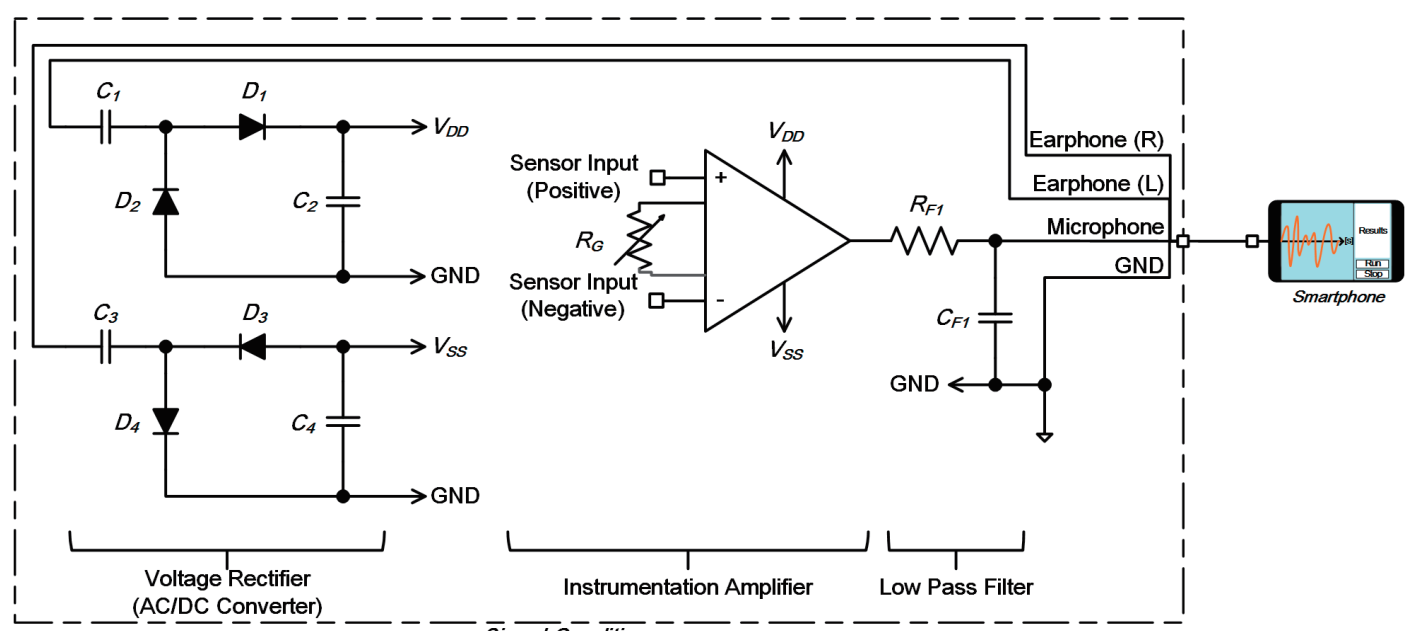 C1
D1
VDD
D2
C2
GND
C3
D3
VSS
D4
C4
GND
Voltage Rectifier
(AC/DC Converter)
Sensor Input
(Positive)
RG
Sensor Input
(Negative)
+
-
VDD
VSS
Instrumentation Amplifier
RF1
CF1
GND
Low Pass Filter
Earphone (R)
Earphone (L)
Microphone
GND
[s]
Results
Run
Stop
Smartphone